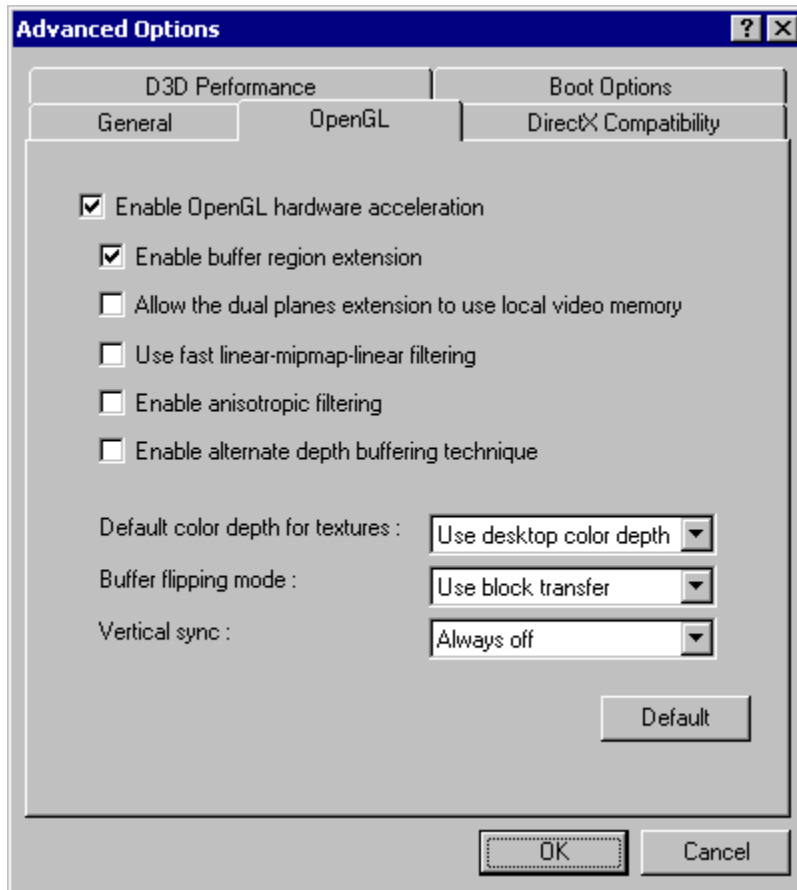 Advanced Options
D3D Performance
Boot Options
General
OpenGL
DirectX Compatibility
Enable OpenGL hardware acceleration
Enable buffer region extension
Allow the dual planes extension to use local video memory
Use fast linear-mipmap-linear filtering
Enable anisotropic filtering
Enable alternate depth buffering technique
Default color depth for textures : Use desktop color depth
Buffer flipping mode : Use block transfer
Vertical sync : Always off
Default
OK
Cancel